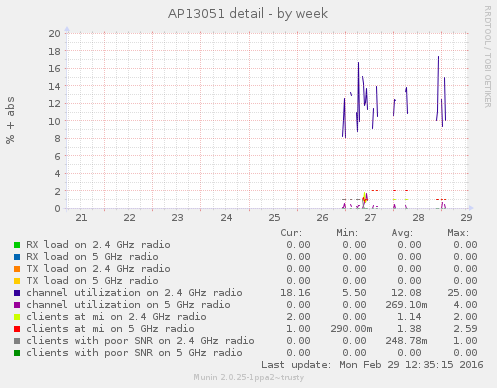 AP13051 detail - by week
RRDTOOL / TOBI OETIKER
% + abs
20
18
16
14
12
10
8
6
4
2
0
21 22 23 24 25 26 27 28 29
Cur: Min: Avg: Max:
RX load on 2.4 GHz radio 0.00 0.00 0.00 0.00
RX load on 5 GHz radio 0.00 0.00 0.00 0.00
TX load on 2.4 GHz radio 0.00 0.00 0.00 0.00
TX load on 5 GHz radio 0.00 0.00 0.00 0.00
channel utilization on 2.4 GHz radio 18.16 5.50 12.08 25.00
channel utilization on 5 GHz radio 0.00 0.00 269.10m 4.00
clients at mi on 2.4 GHz radio 2.00 0.00 1.14 2.00
clients at mi on 5 GHz radio 1.00 290.00m 1.38 2.59
clients with poor SNR on 2.4 GHz radio 0.00 0.00 248.78m 1.00
clients with poor SNR on 5 GHz radio 0.00 0.00 0.00 0.00
Last update: Mon Feb 29 12:35:15 2016
Munin 2.0.25-1ppa2~trusty